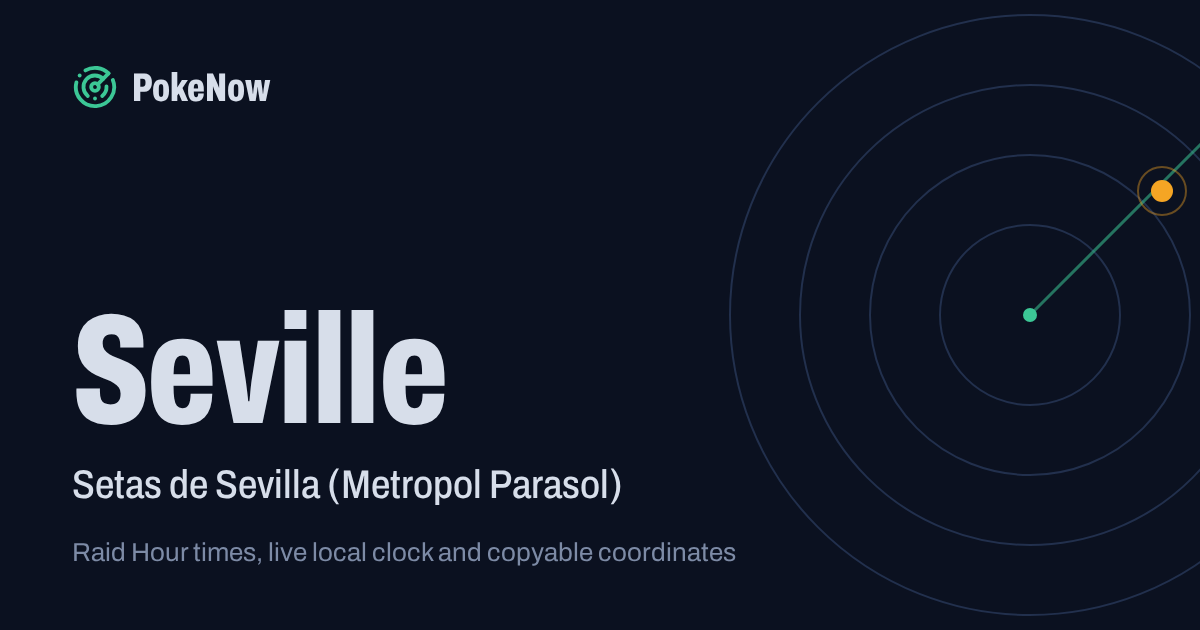 PokeNow
Seville
Setas de Sevilla (Metropol Parasol)
Raid Hour times, live local clock and copyable coordinates